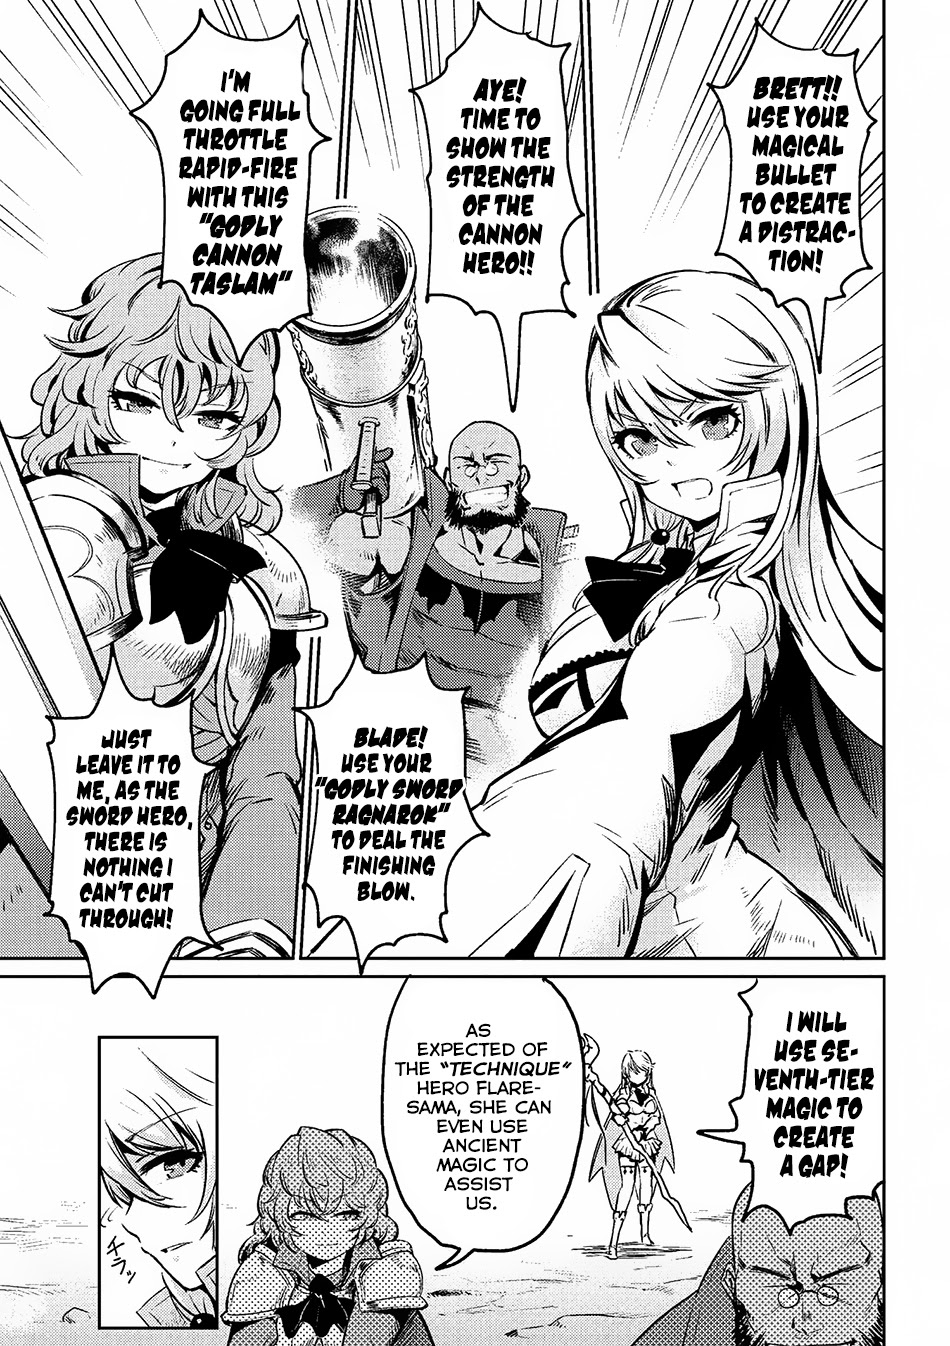 BRETT!!
USE YOUR
MAGICAL
BULLET
TO CREATE
A DISTRAC-
TION!
AYE!
TIME TO
SHOW THE
STRENGTH
OF THE
CANNON
HERO!!
I'M
GOING FULL
THROTTLE
RAPID-FIRE
WITH THIS
"GODLY
CANNON
TASLAM"
BLADE!
USE YOUR
"GODLY SWORD
RAGNAROK"
TO DEAL THE
FINISHING
BLOW.
JUST
LEAVE IT TO
ME, AS THE
SWORD HERO,
THERE IS
NOTHING I
CAN'T CUT
THROUGH!
I WILL
USE SE-
VENTH-TIER
MAGIC TO
CREATE
A GAP!
AS
EXPECTED OF
THE "TECHNIQUE"
HERO FLARE-
SAMA, SHE CAN
EVEN USE
ANCIENT
MAGIC TO
ASSIST
US.
チラッ